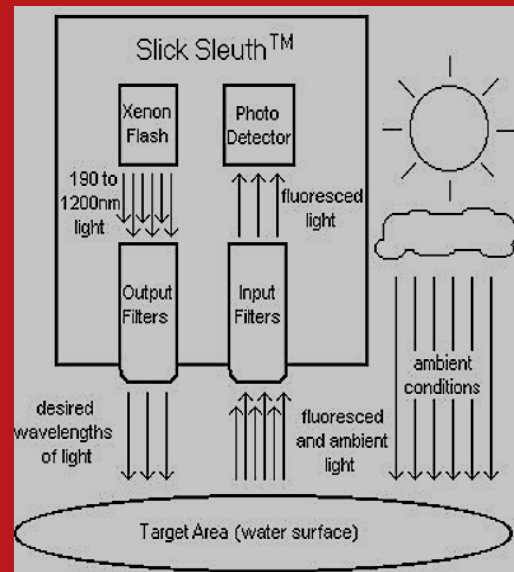 Slick Sleuth™
Xenon
Flash
Photo
Detector
190 to
1200nm
light
fluoresced
light
Output
Filters
Input
Filters
desired
wavelengths
of light
fluoresced
and ambient
light
ambient
conditions
Target Area (water surface)